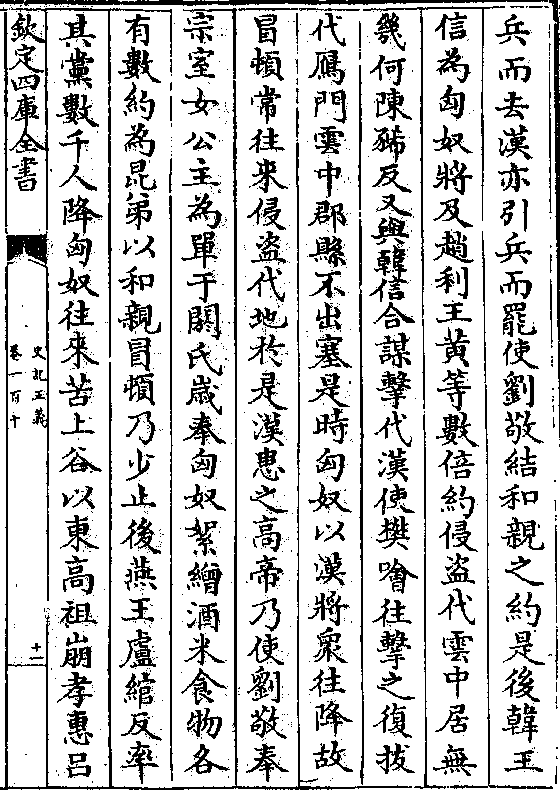 兵而去漢亦引兵而罷使劉敬結和親之約是後韓王
信為匈奴將及趙利王黄等數倍約侵盗代雲中居無
幾何陳豨反又與韓信合謀擊代漢使樊噲往擊之復拔
代鴈門雲中郡縣不出塞是時匈奴以漢將衆往降故
冒頓常往來侵盗代地於是漢患之高帝乃使劉敬奉
宗室女公主為單于閼氏歳奉匈奴絮繒酒米食物各
有數約為昆弟以和親冒頓乃少止後燕王盧綰反率
其黨數千人降匈奴往來苦上谷以東高祖崩孝惠吕
欽定四庫全書
史記正義
卷一百十
十一